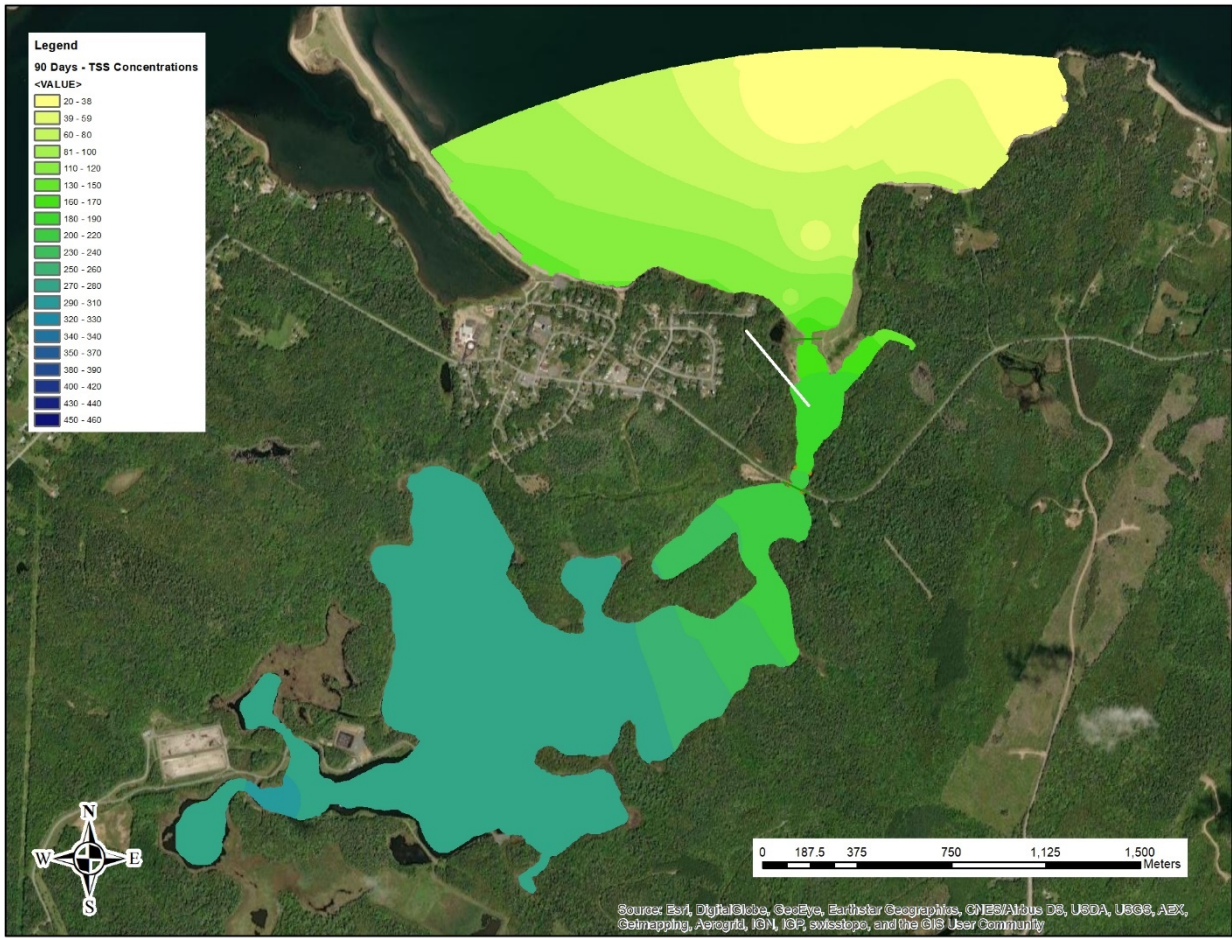 Legend
90 Days - TSS Concentrations
<VALUE>
20 - 38
39 - 59
60 - 80
81 - 100
110 - 120
130 - 150
160 - 170
180 - 190
200 - 220
230 - 240
250 - 260
270 - 280
290 - 310
320 - 330
340 - 340
350 - 370
380 - 390
400 - 420
430 - 440
450 - 460
N
W E
S
0 187.5 375 750 1,125 1,500
Meters
Source: Esri, DigitalGlobe, GeoEye, Earthstar Geographics, CNES/Airbus DS, USDA, USGS, AEX,
Getmapping, Aerogrid, IGN, IGP, swisstopo, and the GIS User Community